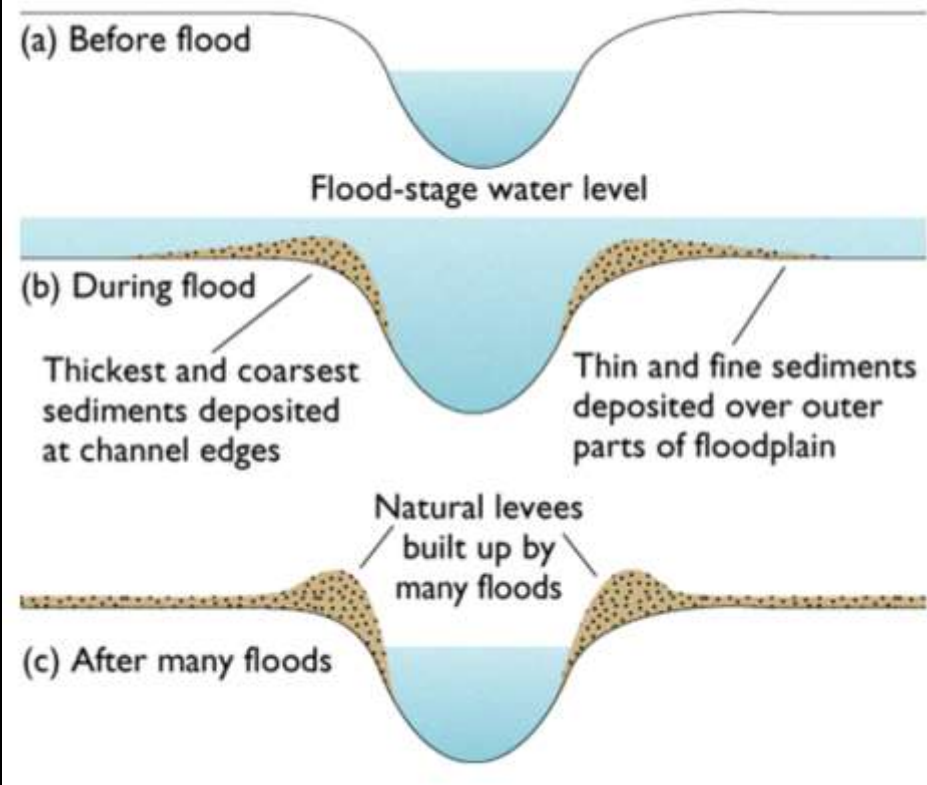 (a) Before flood
Flood-stage water level
(b) During flood
Thickest and coarsest
sediments deposited
at channel edges
Thin and fine sediments
deposited over outer
parts of floodplain
Natural levees
built up by
many floods
(c) After many floods